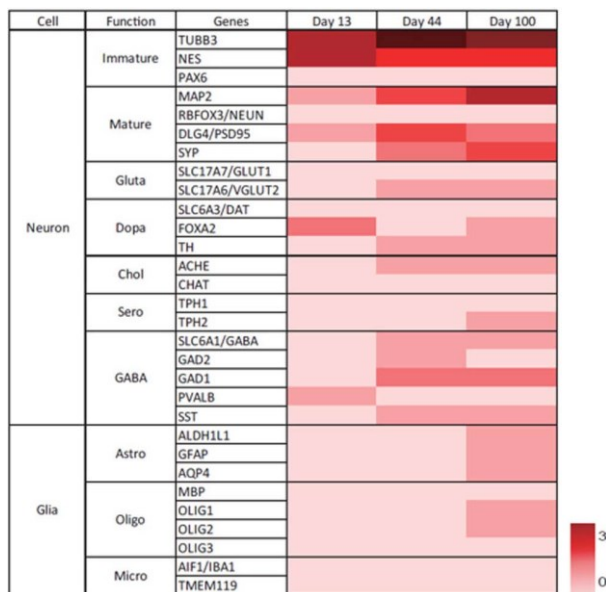 Cell Function Genes Day 13 Day 44 Day 100
Neuron
Immature
TUBB3
NES
PAX6
Mature
MAP2
RBFOX3/NEUN
DLG4/PSD95
SYP
Gluta
SLC17A7/GLUT1
SLC17A6/VGLUT2
Dopa
SLC6A3/DAT
FOXA2
TH
Chol
ACHE
CHAT
Sero
TPH1
TPH2
GABA
SLC6A1/GABA
GAD2
GAD1
PVALB
SST
Glia
Astro
ALDH1L1
GFAP
AQP4
Oligo
MBP
OLIG1
OLIG2
OLIG3
Micro
AIF1/IBA1
TMEM119
3
0